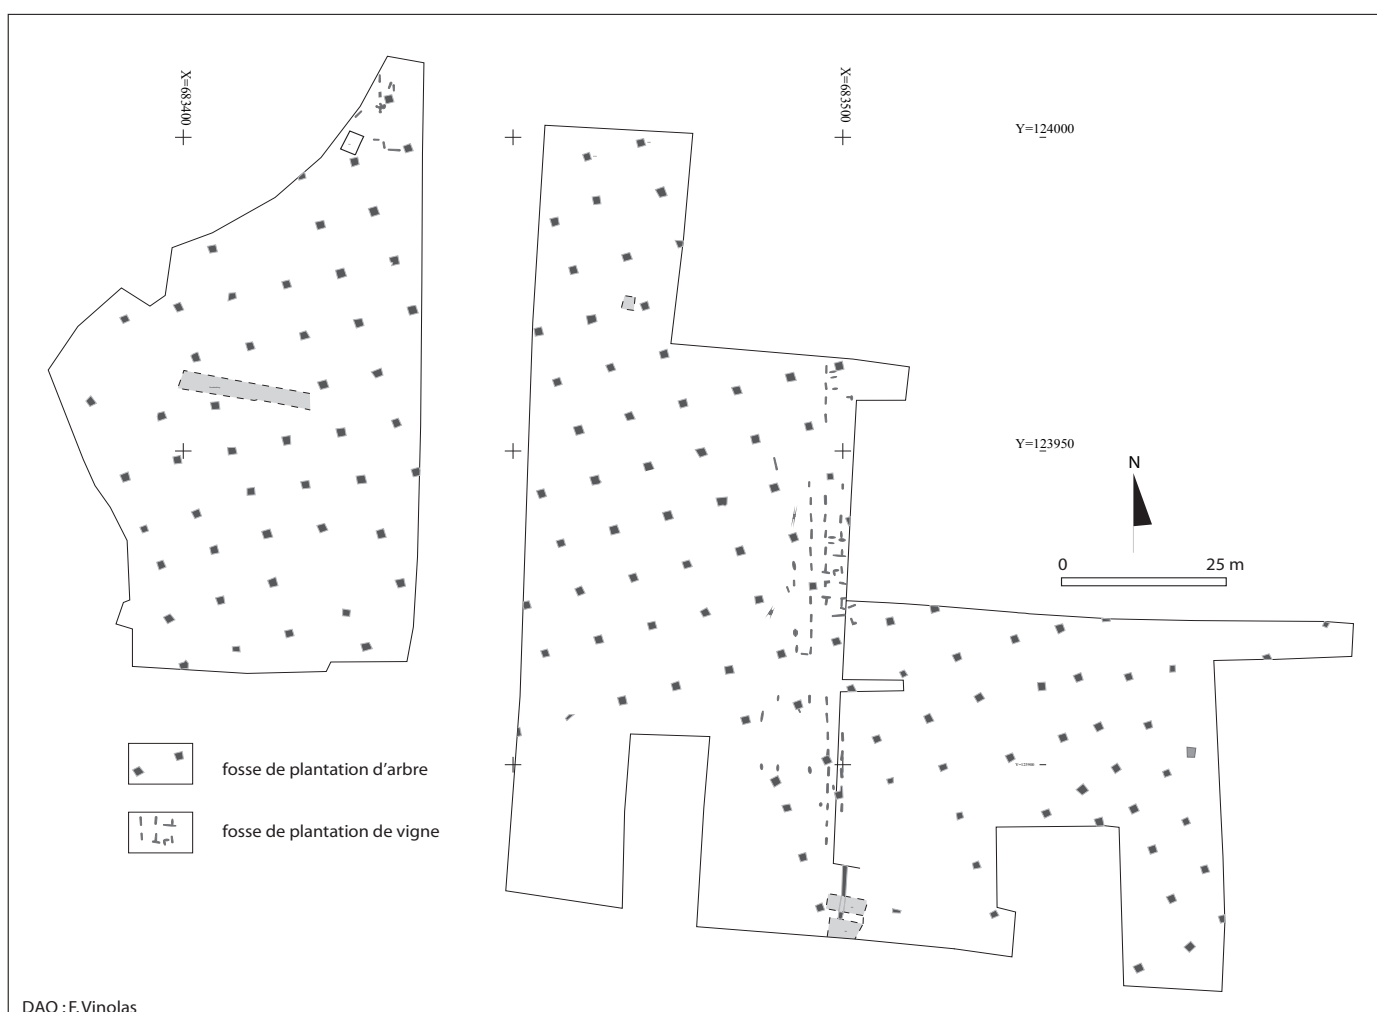 X=683400
X=683500
Y=124000
Y=123950
N
0 25 m
fosse de plantation d'arbre
fosse de plantation de vigne
DAO : F. Vinolas